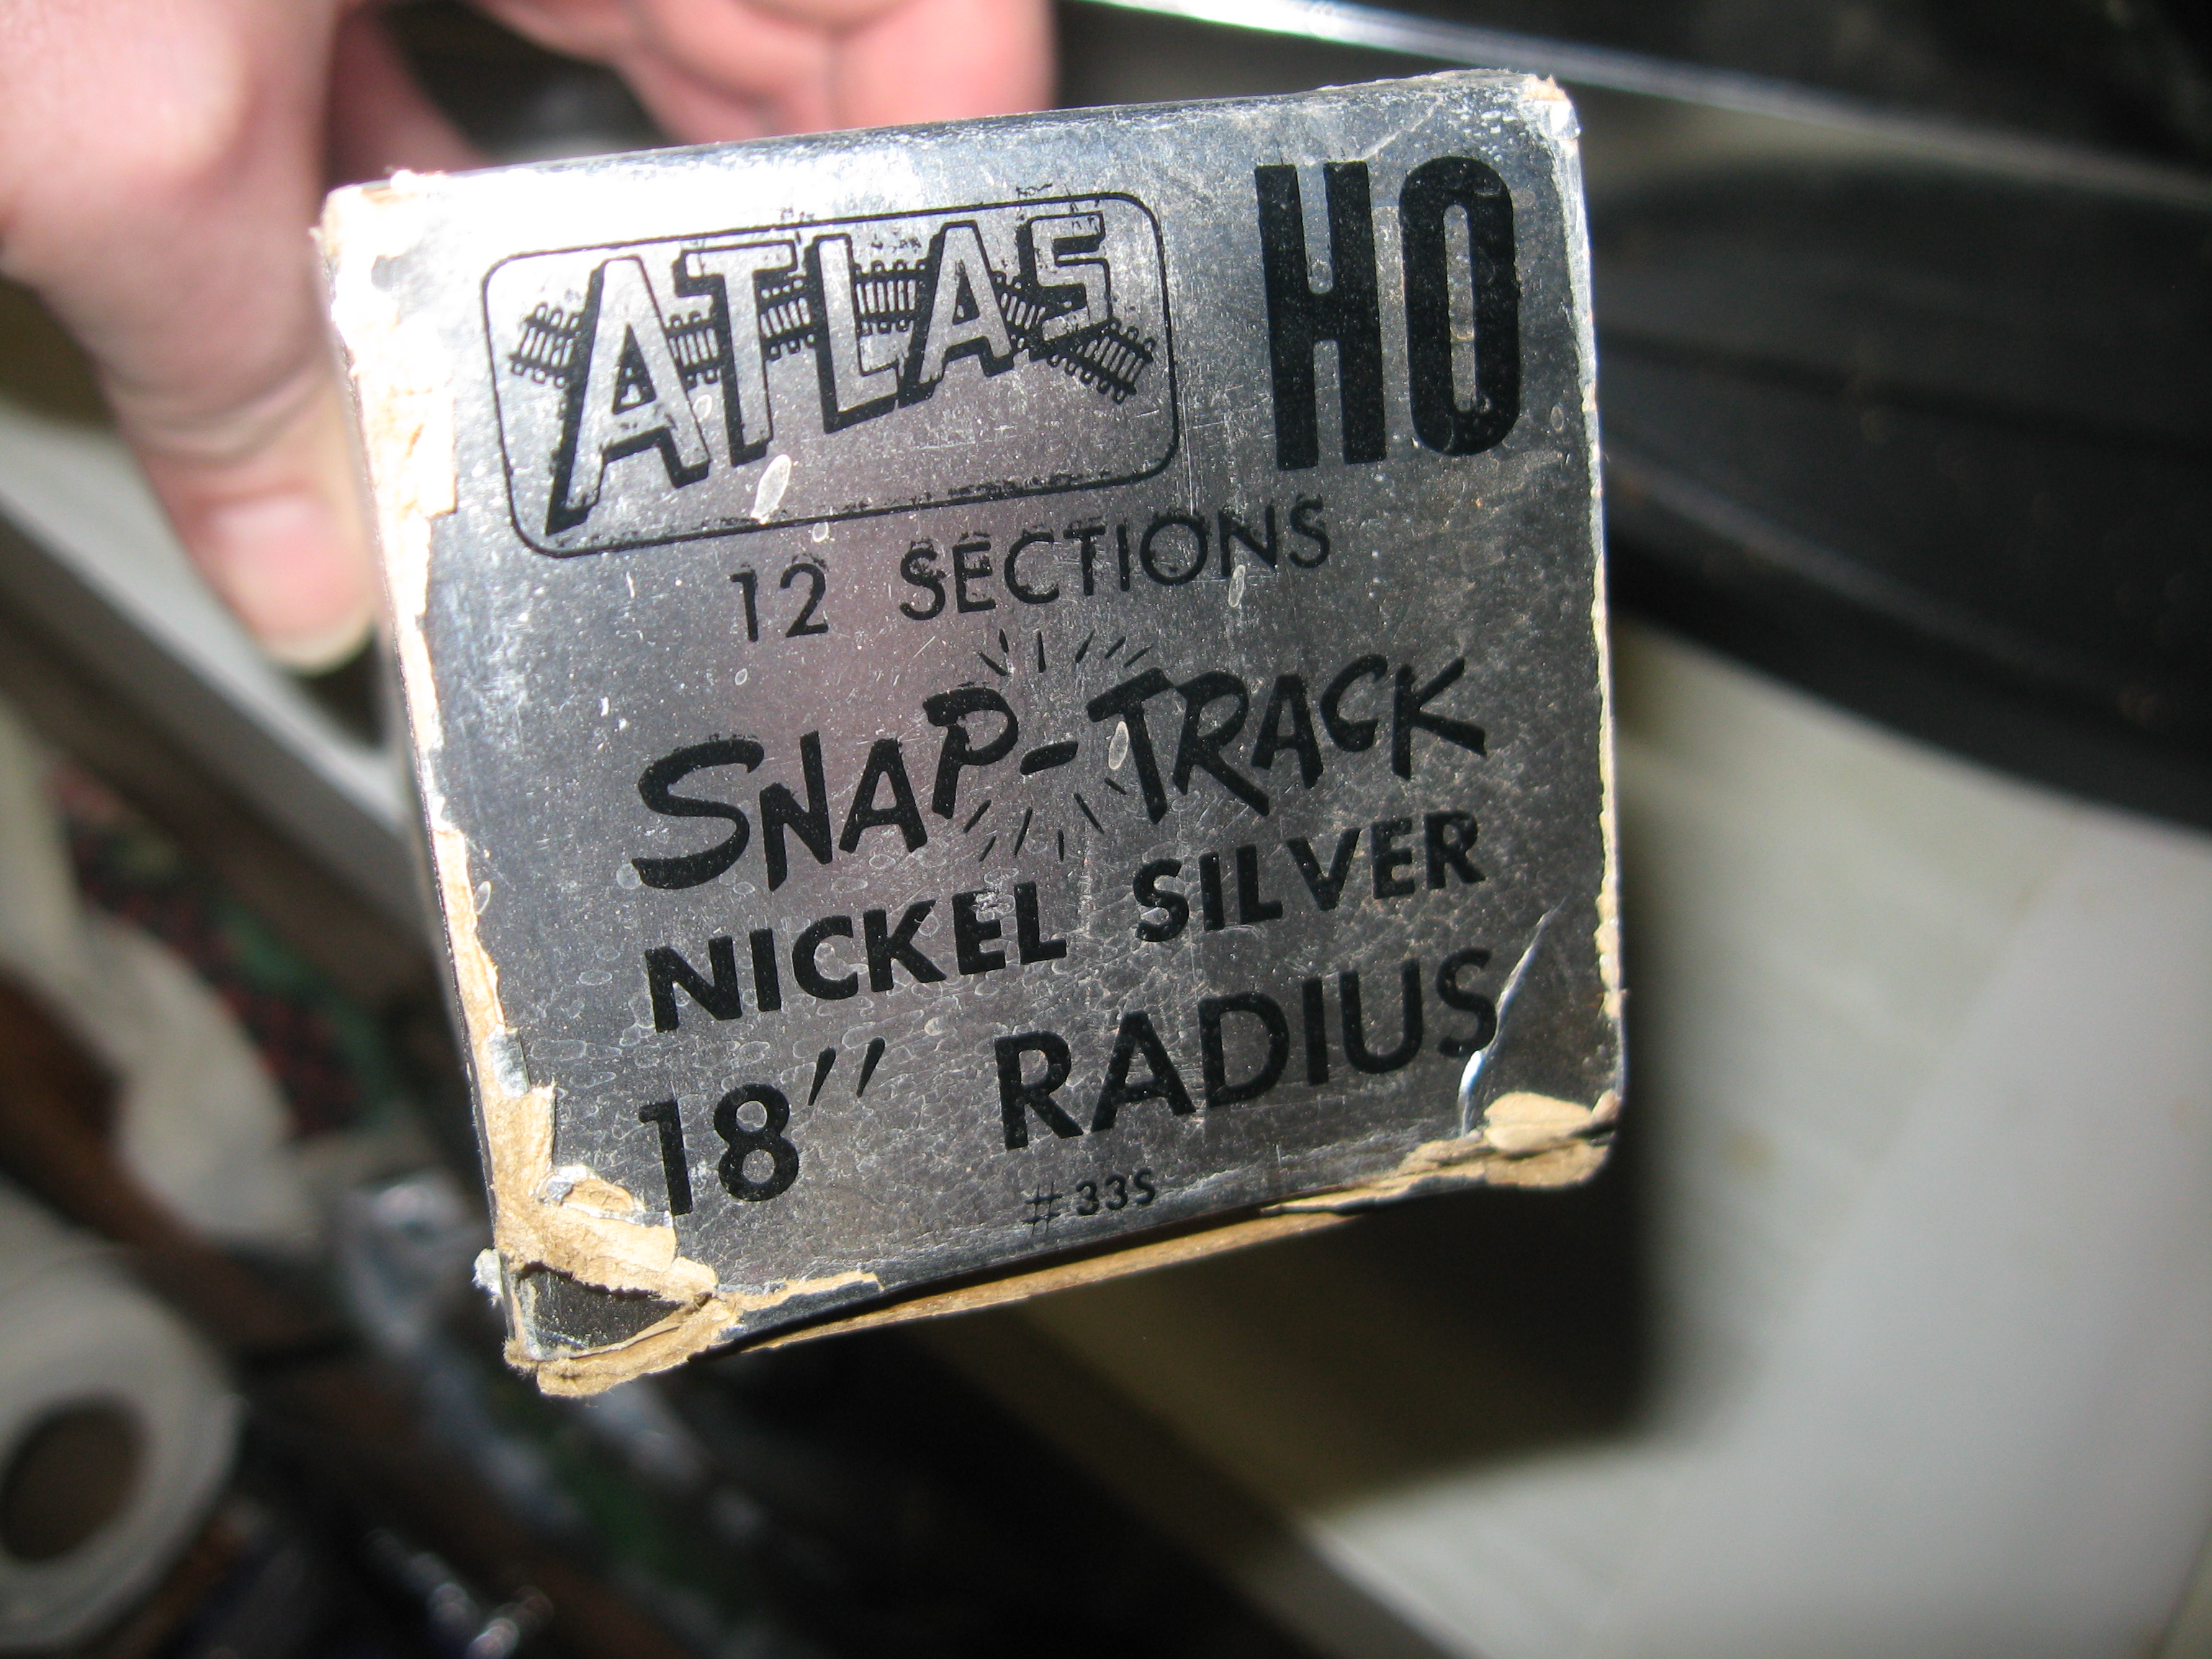 ATLAS HO
12 SECTIONS
SNAP-TRACK
NICKEL SILVER
18" RADIUS
#33S